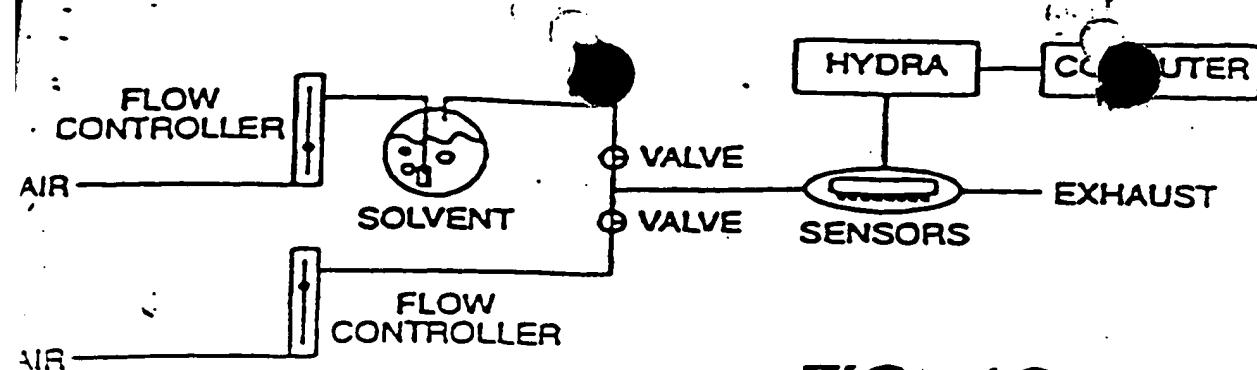 FLOW
CONTROLLER
AIR
SOLVENT
VALVE
VALVE
FLOW
CONTROLLER
AIR
HYDRA
SENSORS
EXHAUST